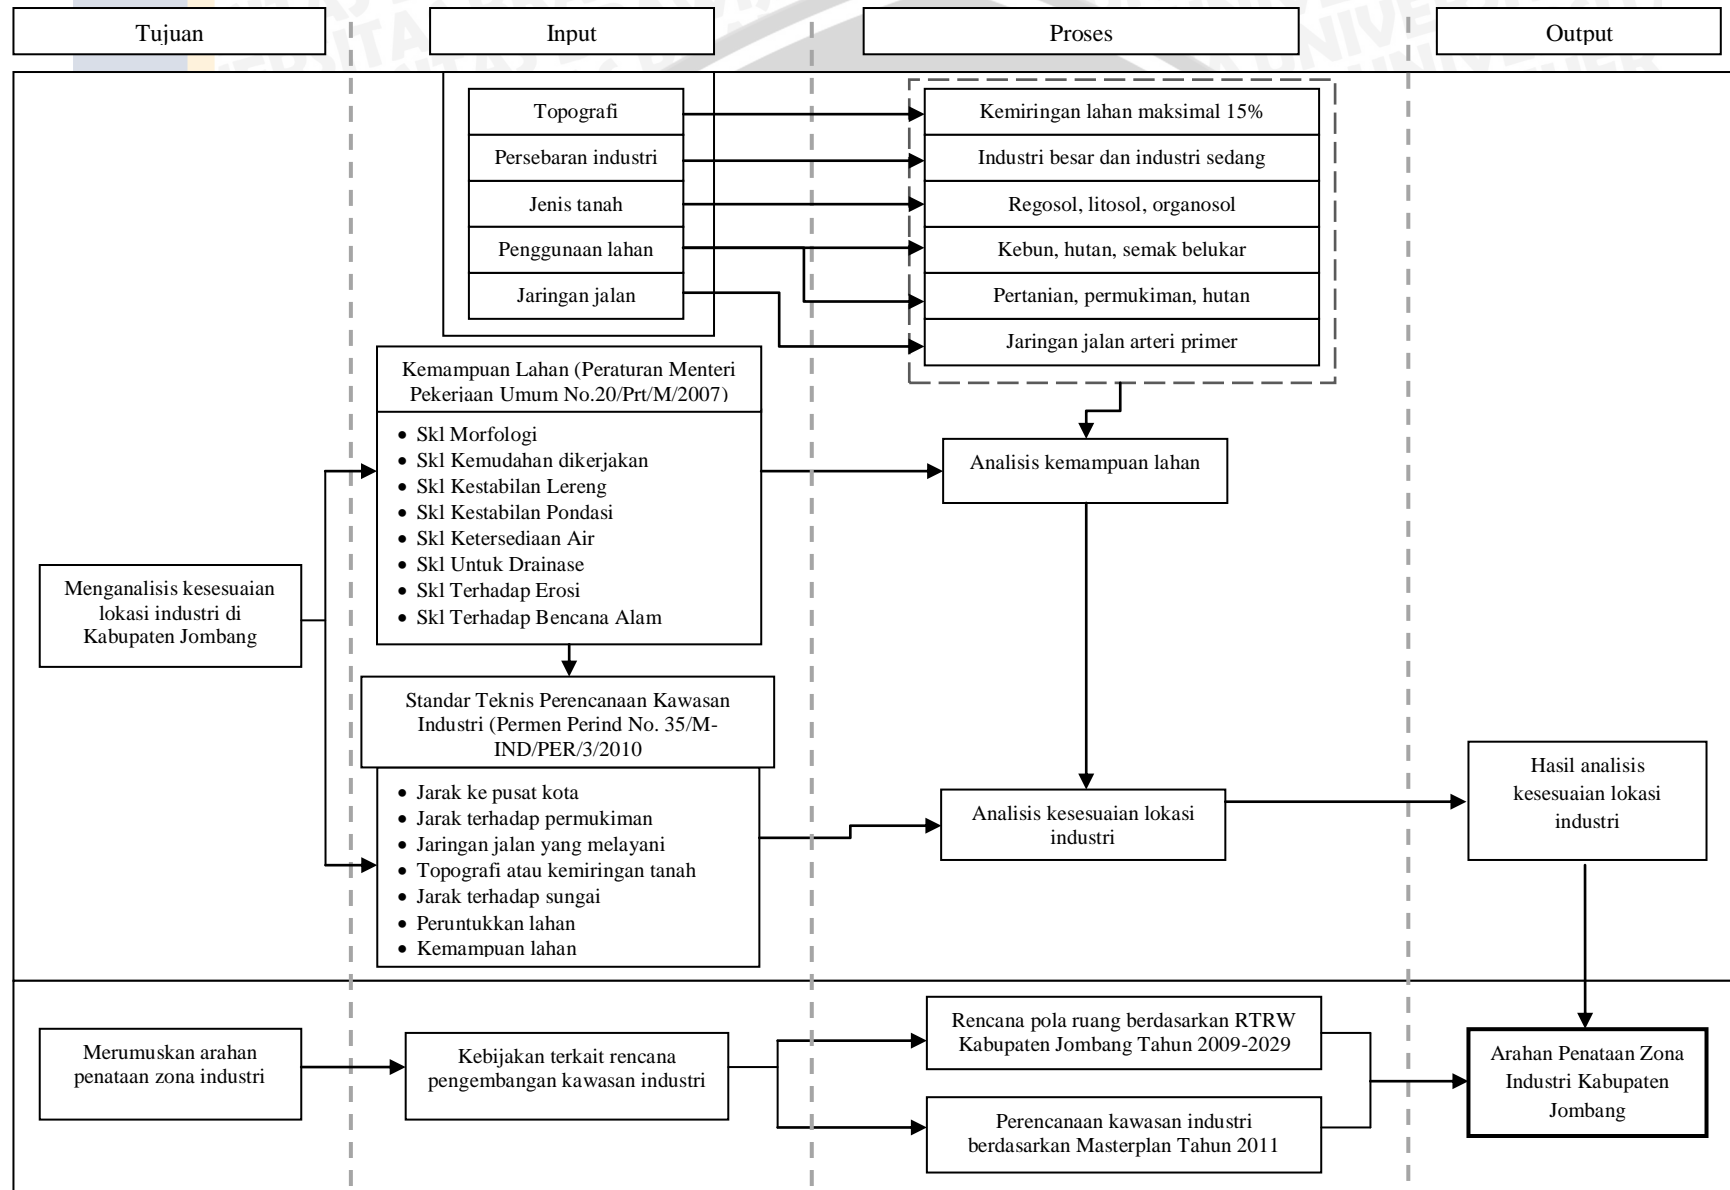 Tujuan
Input
Proses
Output
Topografi
Persebaran industri
Jenis tanah
Penggunaan lahan
Jaringan jalan
Kemiringan lahan maksimal 15%
Industri besar dan industri sedang
Regosol, litosol, organosol
Kebun, hutan, semak belukar
Pertanian, permukiman, hutan
Jaringan jalan arteri primer
Kemampuan Lahan (Peraturan Menteri
Pekerjaan Umum No.20/Prt/M/2007)
• Skl Morfologi
• Skl Kemudahan dikerjakan
• Skl Kestabilan Lereng
• Skl Kestabilan Pondasi
• Skl Ketersediaan Air
• Skl Untuk Drainase
• Skl Terhadap Erosi
• Skl Terhadap Bencana Alam
Analisis kemampuan lahan
Menganalisis kesesuaian
lokasi industri di
Kabupaten Jombang
Standar Teknis Perencanaan Kawasan
Industri (Permen Perind No. 35/M-
IND/PER/3/2010
• Jarak ke pusat kota
• Jarak terhadap permukiman
• Jaringan jalan yang melayani
• Topografi atau kemiringan tanah
• Jarak terhadap sungai
• Peruntukkan lahan
• Kemampuan lahan
Analisis kesesuaian lokasi
industri
Hasil analisis
kesesuaian lokasi
industri
Merumuskan arahan
penataan zona industri
Kebijakan terkait rencana
pengembangan kawasan industri
Rencana pola ruang berdasarkan RTRW
Kabupaten Jombang Tahun 2009-2029
Perencanaan kawasan industri
berdasarkan Masterplan Tahun 2011
Arahan Penataan Zona
Industri Kabupaten
Jombang